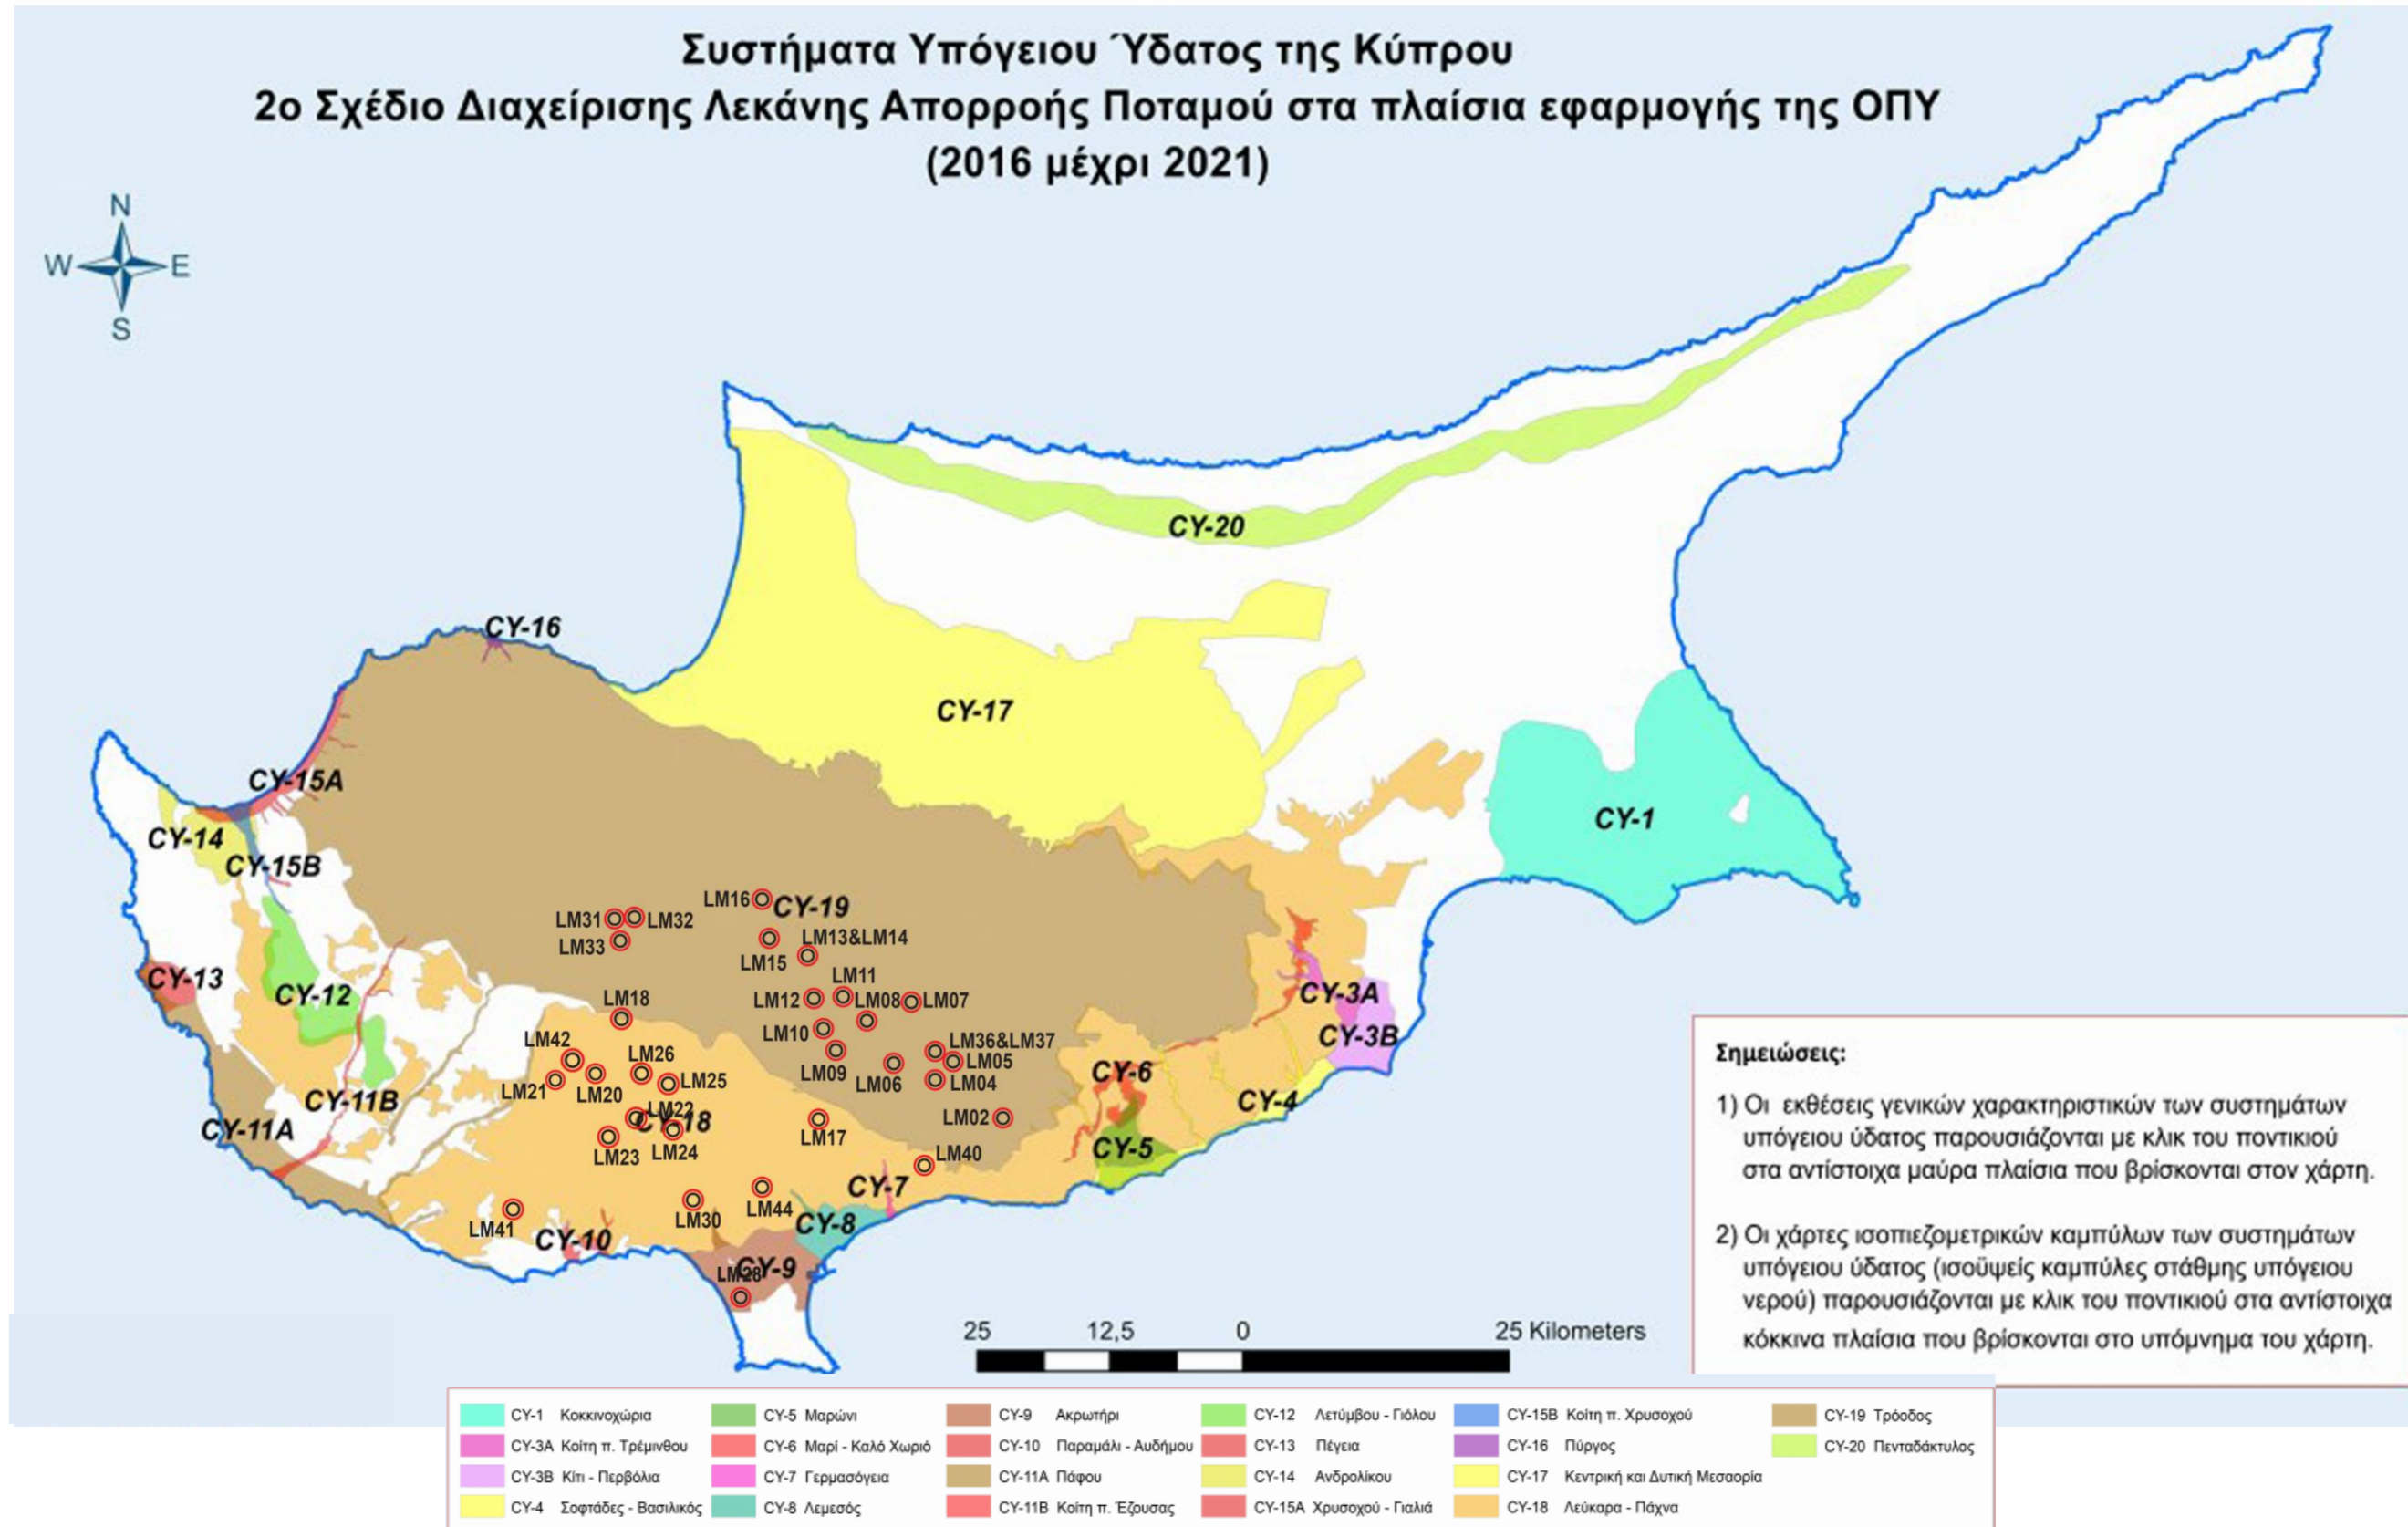 Συστήματα Υπόγειου Ύδατος της Κύπρου
2ο Σχέδιο Διαχείρισης Λεκάνης Απορροής Ποταμού στα πλαίσια εφαρμογής της ΟΠΥ
(2016 μέχρι 2021)
N
W E
S
CY-20
CY-16
CY-17
CY-15A
CY-1
CY-14
CY-15B
LM16
CY-19
LM31
LM32
LM33
LM13&LM14
LM15
LM11
CY-13
CY-12
LM18
LM12
LM08
LM07
CY-3A
LM10
CY-3B
LM42
LM26
LM36&LM37
LM05
LM09
LM06
LM04
CY-6
LM21
LM20
LM25
CY-11B
CY-4
LM22
CY-18
LM02
CY-11A
LM17
CY-5
LM23
LM24
LM40
CY-7
LM41
LM30
LM44
CY-8
CY-10
LM28
CY-9
25 12,5 0 25 Kilometers
Σημειώσεις:
1) Οι εκθέσεις γενικών χαρακτηριστικών των συστημάτων
υπόγειου ύδατος παρουσιάζονται με κλικ του ποντικιού
στα αντίστοιχα μαύρα πλαίσια που βρίσκονται στον χάρτη.
2) Οι χάρτες ισοπιεζομετρικών καμπύλων των συστημάτων
υπόγειου ύδατος (ισοϋψείς καμπύλες στάθμης υπόγειου
νερού) παρουσιάζονται με κλικ του ποντικιού στα αντίστοιχα
κόκκινα πλαίσια που βρίσκονται στο υπόμνημα του χάρτη.
CY-1 Κοκκινοχώρια
CY-3A Κοίτη π. Τρέμινθου
CY-3B Κίτι - Περβόλια
CY-4 Σοφτάδες - Βασιλικός
CY-5 Μαρώνι
CY-6 Μαρί - Καλό Χωριό
CY-7 Γερμασόγεια
CY-8 Λεμεσός
CY-9 Ακρωτήρι
CY-10 Παραμάλι - Αυδήμου
CY-11A Πάφου
CY-11B Κοίτη π. Έζουσας
CY-12 Λετύμβου - Γιόλου
CY-13 Πέγεια
CY-14 Ανδρολίκου
CY-15A Χρυσοχού - Γιαλιά
CY-15B Κοίτη π. Χρυσοχού
CY-16 Πύργος
CY-17 Κεντρική και Δυτική Μεσαορία
CY-18 Λεύκαρα - Πάχνα
CY-19 Τρόοδος
CY-20 Πενταδάκτυλος